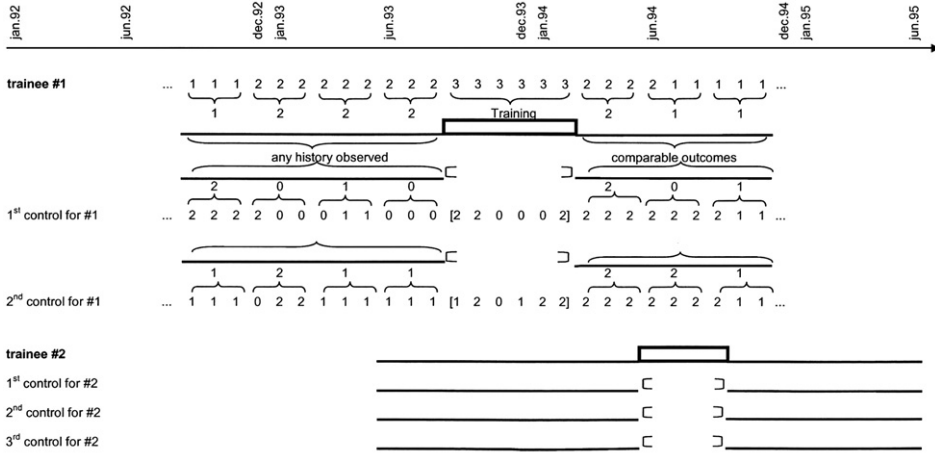 jan.92 jun.92 dec.92 jan.93 jun.93 dec.93 jan.94 jun.94 dec.94 jan.95 jun.95
trainee #1 ... 1 1 1 2 2 2 2 2 2 2 2 2 3 3 3 3 3 3 2 2 2 2 1 1 1 1 1 ...
1 2 2 2 Training 2 1 1
any history observed comparable outcomes
2 0 1 0 2 0 1
1st control for #1 ... 2 2 2 2 0 0 0 1 1 0 0 0 [2 2 0 0 0 2] 2 2 2 2 2 2 2 1 1 ...
1 2 1 1 2 2 1
2nd control for #1 ... 1 1 1 0 2 2 1 1 1 1 1 1 [1 2 0 1 2 2] 2 2 2 2 2 2 2 1 1 ...
trainee #2
1st control for #2
2nd control for #2
3rd control for #2